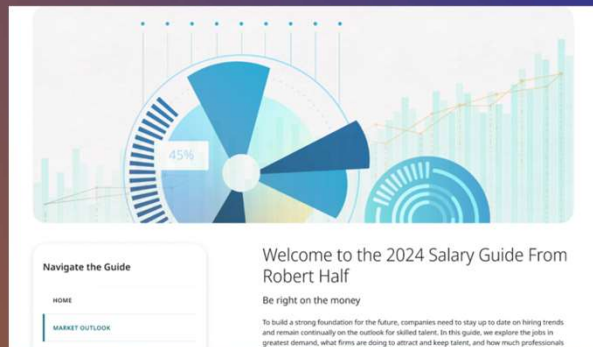 45%
Navigate the Guide
HOME
MARKET OUTLOOK
Welcome to the 2024 Salary Guide From
Robert Half
Be right on the money
To build a strong foundation for the future, companies need to stay up to date on hiring trends
and remain continually on the outlook for skilled talent. In this guide, we explore the jobs in
greatest demand, what firms are doing to attract and keep talent, and how much professionals